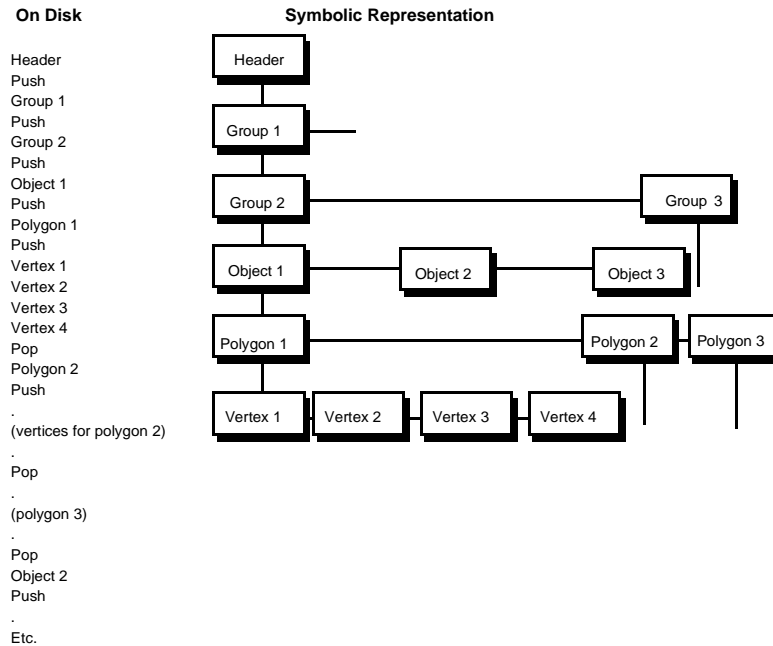 On Disk
Symbolic Representation
Header
Push
Group 1
Push
Group 2
Push
Object 1
Push
Polygon 1
Push
Vertex 1
Vertex 2
Vertex 3
Vertex 4
Pop
Polygon 2
Push
.
(vertices for polygon 2)
.
Pop
.
(polygon 3)
.
Pop
Object 2
Push
.
Etc.
Header
Group 1
Group 2
Group 3
Object 1
Object 2
Object 3
Polygon 1
Polygon 2
Polygon 3
Vertex 1
Vertex 2
Vertex 3
Vertex 4